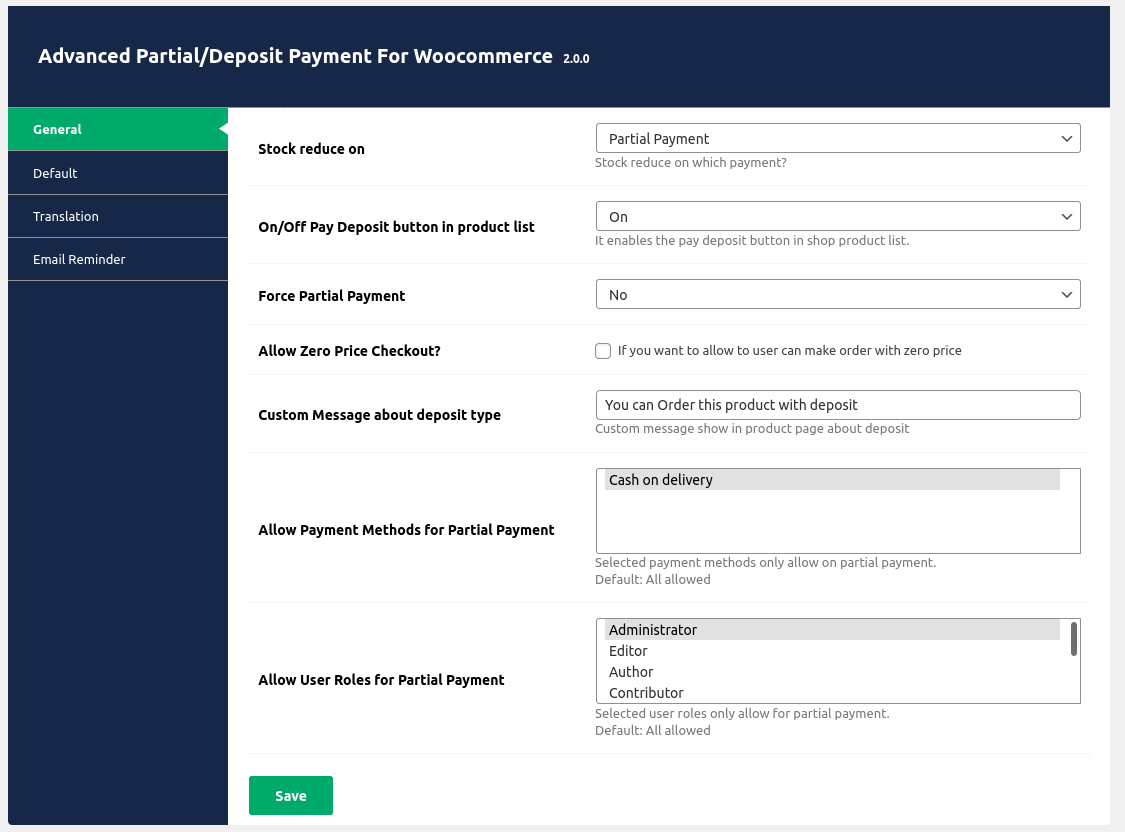 Advanced Partial/Deposit Payment For Woocommerce 2.0.0
General
Default
Translation
Email Reminder
Stock reduce on
Partial Payment
Stock reduce on which payment?
On/Off Pay Deposit button in product list
On
It enables the pay deposit button in shop product list.
Force Partial Payment
No
Allow Zero Price Checkout?
If you want to allow to user can make order with zero price
Custom Message about deposit type
You can Order this product with deposit
Custom message show in product page about deposit
Allow Payment Methods for Partial Payment
Cash on delivery
Selected payment methods only allow on partial payment.
Default: All allowed
Allow User Roles for Partial Payment
Administrator
Editor
Author
Contributor
Selected user roles only allow for partial payment.
Default: All allowed
Save